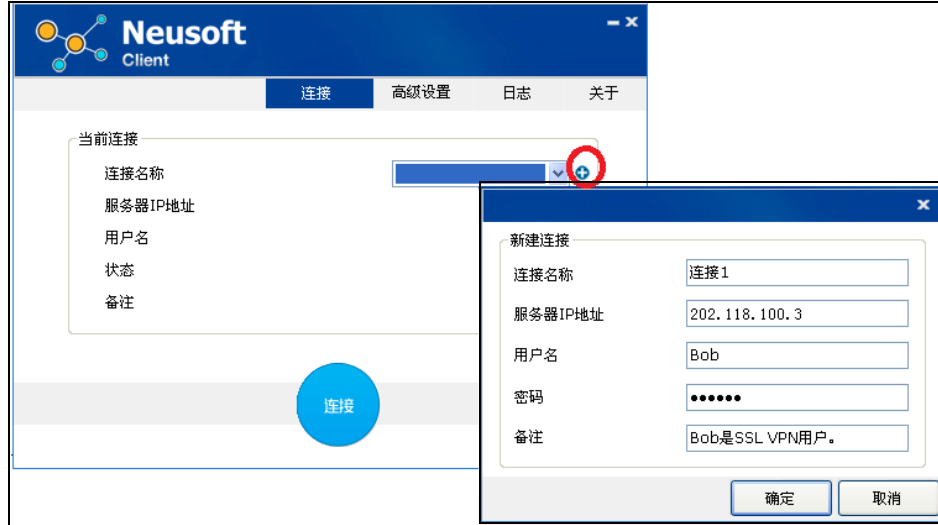 Neusoft
Client
连接 高级设置 日志 关于
当前连接
连接名称
服务器IP地址
用户名
状态
备注
连接
新建连接
连接名称 连接1
服务器IP地址 202.118.100.3
用户名 Bob
密码 ●●●●●●
备注 Bob是SSL VPN用户。
确定 取消